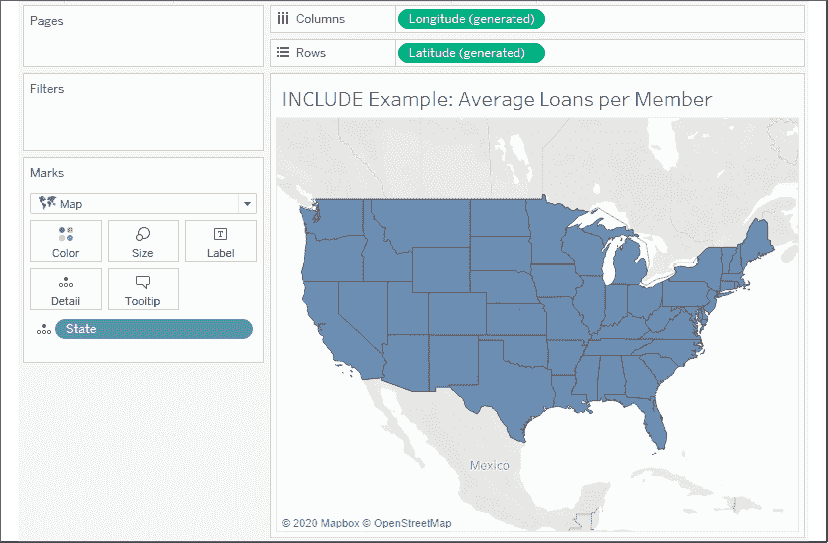 Pages
Columns
Longitude (generated)
Rows
Latitude (generated)
Filters
INCLUDE Example: Average Loans per Member
Marks
Map
Color
Size
Label
Detail
Tooltip
State
Mexico
© 2020 Mapbox © OpenStreetMap